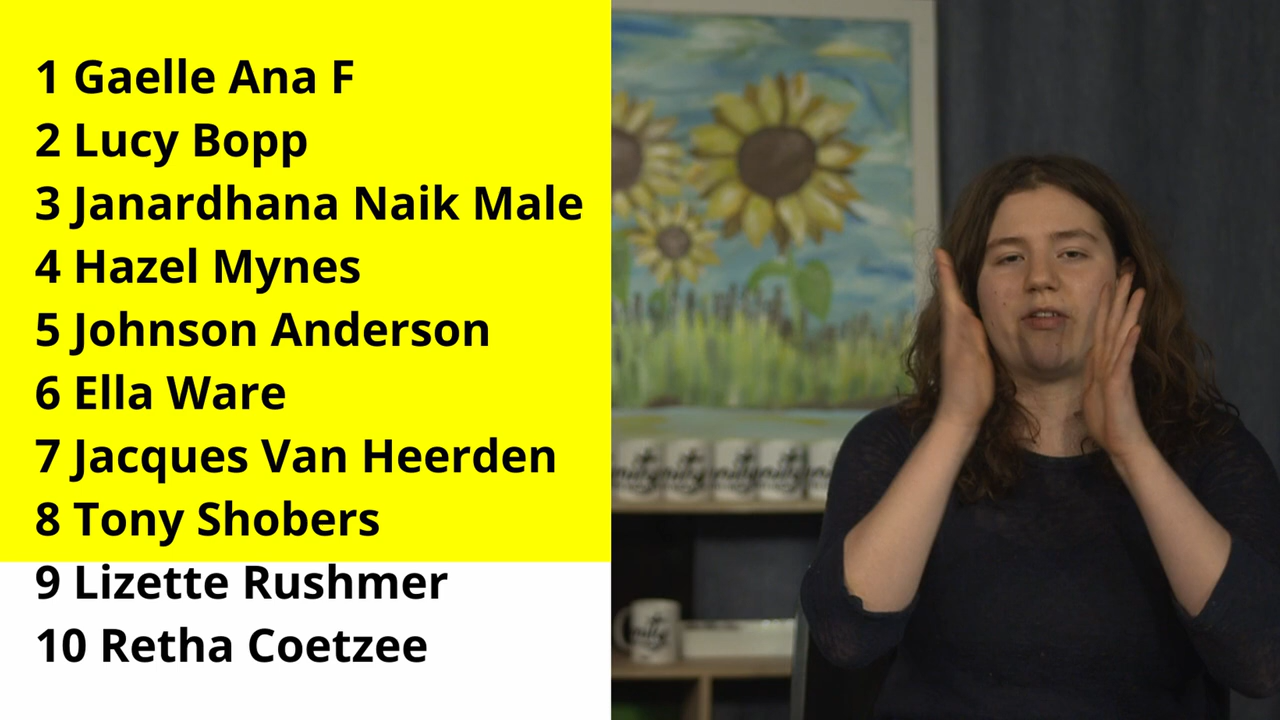 1 Gaelle Ana F
2 Lucy Bopp
3 Janardhana Naik Male
4 Hazel Mynes
5 Johnson Anderson
6 Ella Ware
7 Jacques Van Heerden
8 Tony Shobers
9 Lizette Rushmer
10 Retha Coetzee